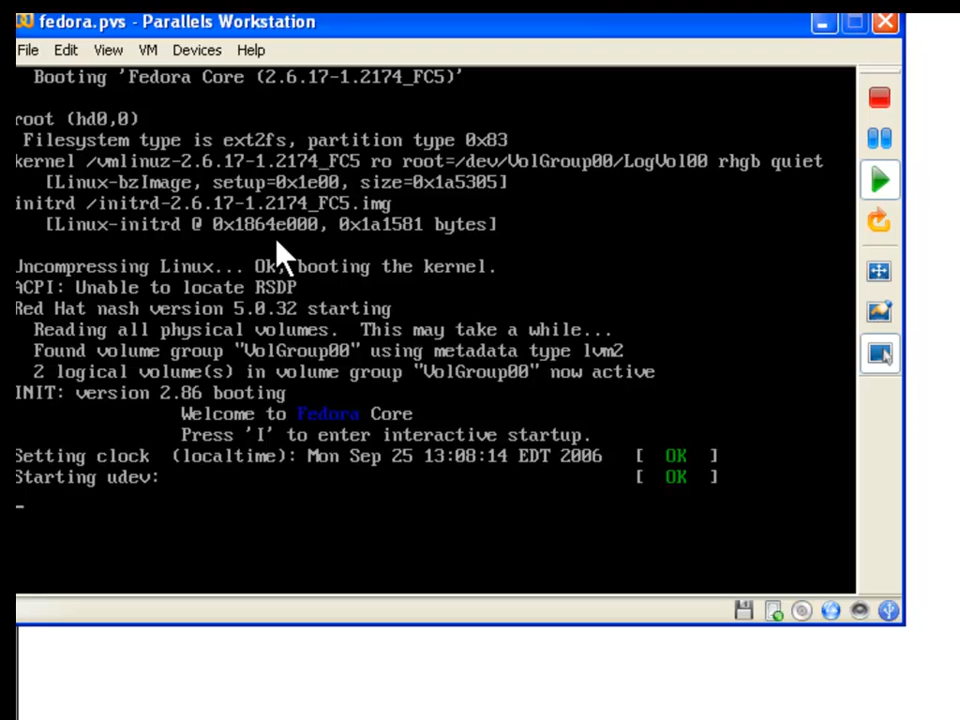 fedora.pvs - Parallels Workstation
File Edit View VM Devices Help
Booting 'Fedora Core (2.6.17-1.2174_FC5)'
root (hd0,0)
Filesystem type is ext2fs, partition type 0x83
kernel /vmlinuz-2.6.17-1.2174_FC5 ro root=/dev/VolGroup00/LogVol00 rhgb quiet
[Linux-bzImage, setup=0x1e00, size=0x1a5305]
initrd /initrd-2.6.17-1.2174_FC5.img
[Linux-initrd @ 0x1864e000, 0x1a1581 bytes]
Uncompressing Linux... Ok, booting the kernel.
ACPI: Unable to locate RSDP
Red Hat nash version 5.0.32 starting
Reading all physical volumes. This may take a while...
Found volume group "VolGroup00" using metadata type lvm2
2 logical volume(s) in volume group "VolGroup00" now active
INIT: version 2.86 booting
Welcome to Fedora Core
Press 'I' to enter interactive startup.
Setting clock (localtime): Mon Sep 25 13:08:14 EDT 2006 [ OK ]
Starting udev: [ OK ]